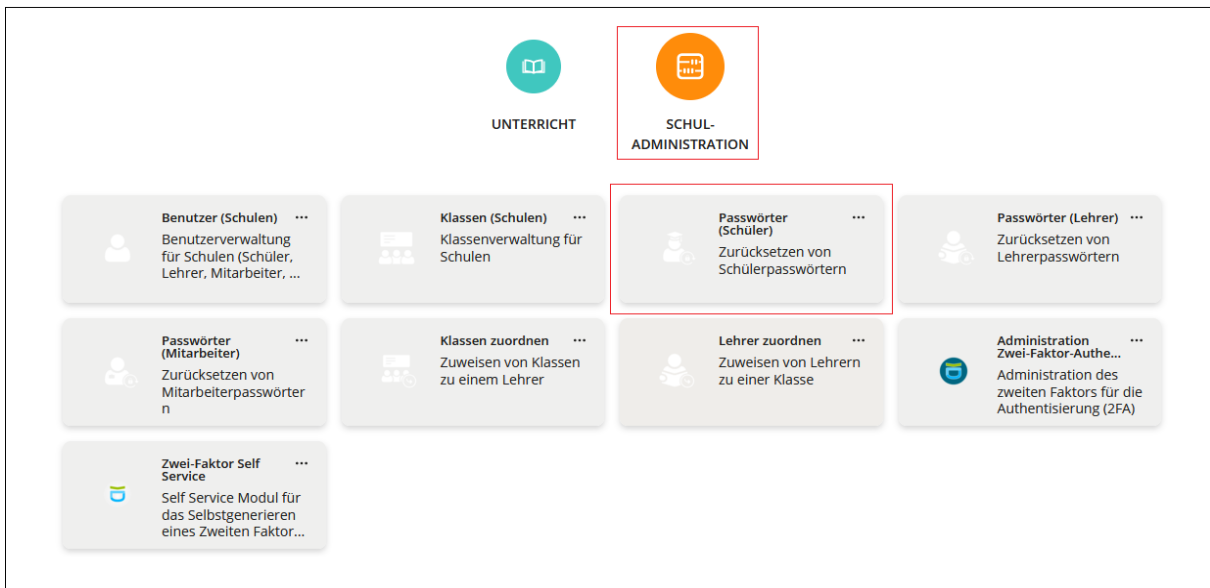 UNTERRICHT
SCHUL-
ADMINISTRATION
Benutzer (Schulen) ...
Benutzerverwaltung
für Schulen (Schüler,
Lehrer, Mitarbeiter, ...
Klassen (Schulen) ...
Klassenverwaltung für
Schulen
Passwörter ...
(Schüler)
Zurücksetzen von
Schülerpasswörtern
Passwörter (Lehrer) ...
Zurücksetzen von
Lehrerpasswörtern
Passwörter ...
(Mitarbeiter)
Zurücksetzen von
Mitarbeiterpasswörter
n
Klassen zuordnen ...
Zuweisen von Klassen
zu einem Lehrer
Lehrer zuordnen ...
Zuweisen von Lehrern
zu einer Klasse
Administration ...
Zwei-Faktor-Authe...
Administration des
zweiten Faktors für die
Authentisierung (2FA)
Zwei-Faktor Self ...
Service
Self Service Modul für
das Selbstgenerieren
eines Zweiten Faktor...